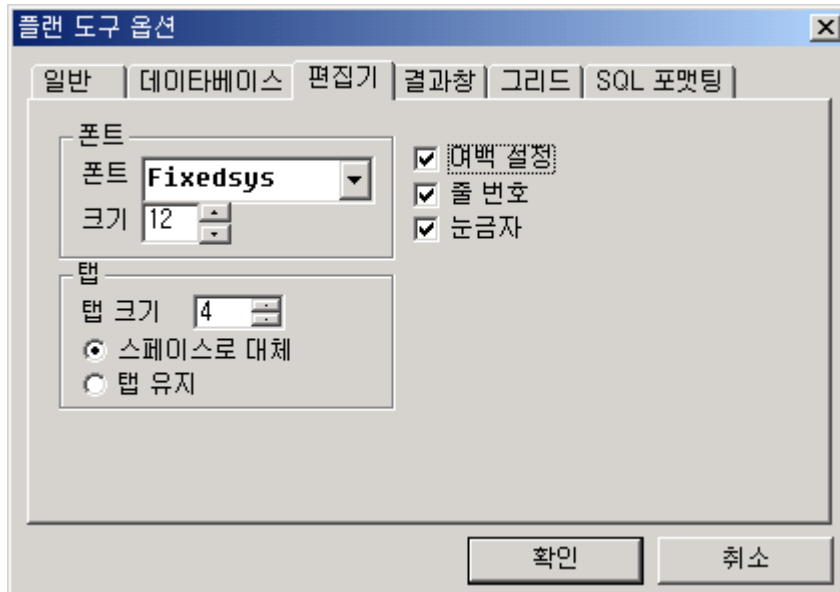 플랜 도구 옵션
일반 데이타베이스 편집기 결과창 그리드 SQL 포맷팅
폰트
폰트 Fixedsys
크기 12
여백 설정
줄 번호
눈금자
탭
탭 크기 4
스페이스로 대체
탭 유지
확인 취소